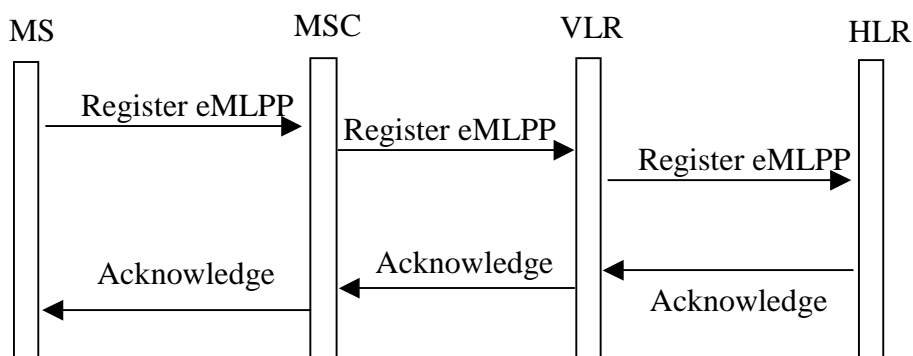 MS
MSC
VLR
HLR
Register eMLPP
Register eMLPP
Register eMLPP
Acknowledge
Acknowledge
Acknowledge